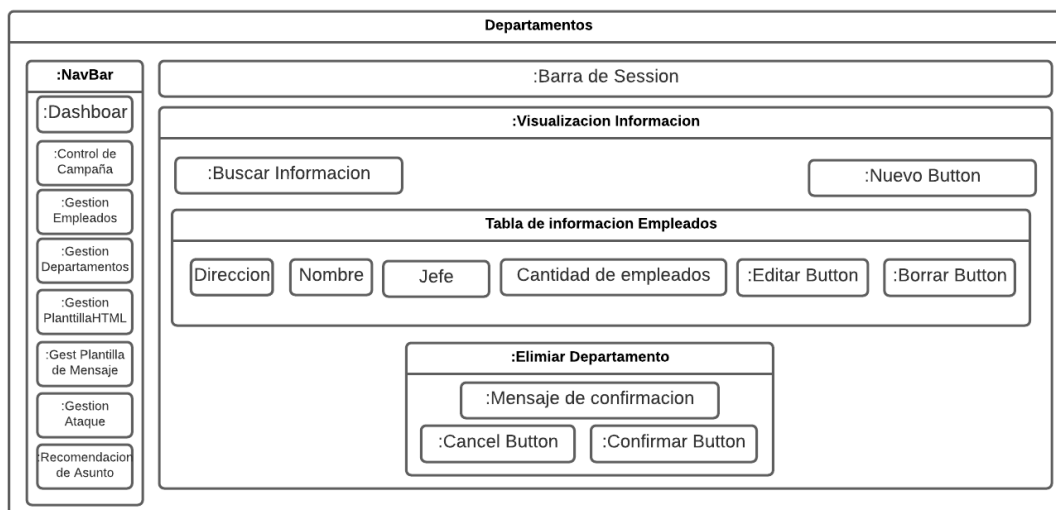 Departamentos
:NavBar
:Dashboar
:Control de
Campaña
:Gestion
Empleados
:Gestion
Departamentos
:Gestion
PlanttillaHTML
:Gest Plantilla
de Mensaje
:Gestion
Ataque
:Recomendacion
de Asunto
:Barra de Session
:Visualizacion Informacion
:Buscar Informacion
:Nuevo Button
Tabla de informacion Empleados
Direccion
Nombre
Jefe
Cantidad de empleados
:Editar Button
:Borrar Button
:Elimiar Departamento
:Mensaje de confirmacion
:Cancel Button
:Confirmar Button